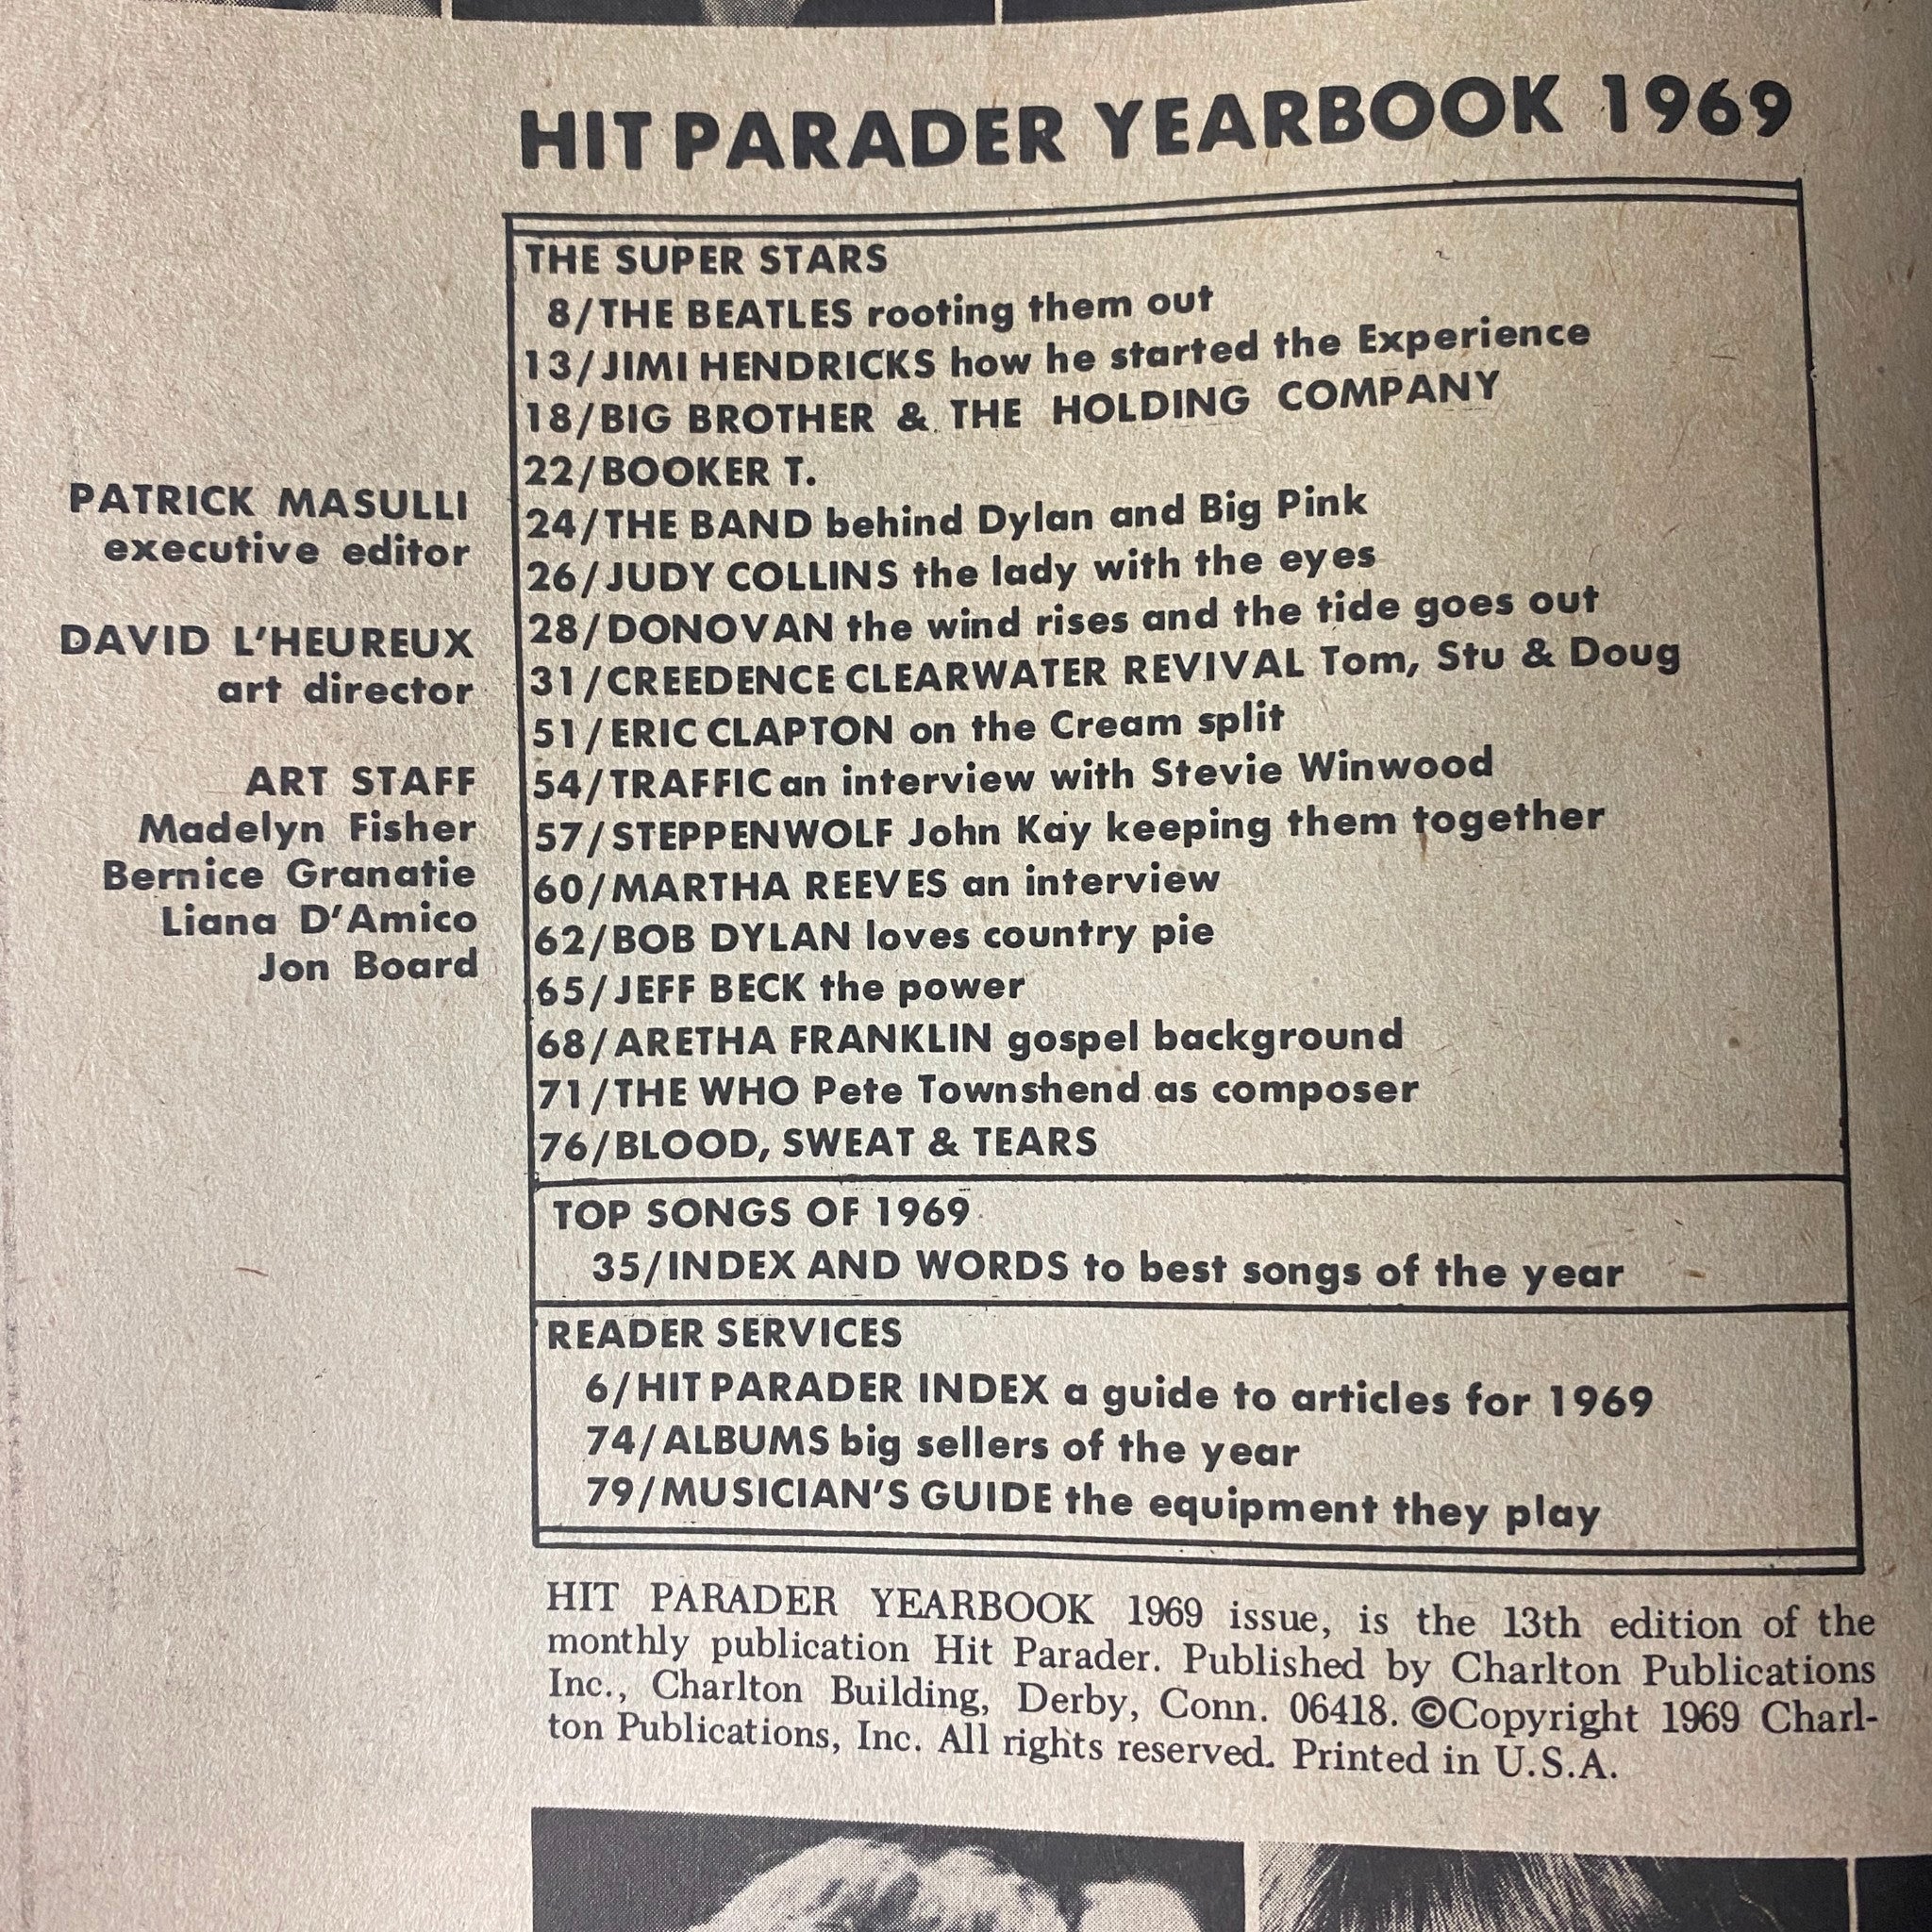 HIT PARADER YEARBOOK 1969
PATRICK MASULLI
executive editor
DAVID L'HEUREUX
art director
ART STAFF
Madelyn Fisher
Bernice Granatie
Liana D'Amico
Jon Board
THE SUPER STARS
8/THE BEATLES rooting them out
13/JIMI HENDRICKS how he started the Experience
18/BIG BROTHER & THE HOLDING COMPANY
22/BOOKER T.
24/THE BAND behind Dylan and Big Pink
26/JUDY COLLINS the lady with the eyes
28/DONOVAN the wind rises and the tide goes out
31/CREEDENCE CLEARWATER REVIVAL Tom, Stu & Doug
51/ERIC CLAPTON on the Cream split
54/TRAFFIC an interview with Stevie Winwood
57/STEPPENWOLF John Kay keeping them together
60/MARTHA REEVES an interview
62/BOB DYLAN loves country pie
65/JEFF BECK the power
68/ARETHA FRANKLIN gospel background
71/THE WHO Pete Townshend as composer
76/BLOOD, SWEAT & TEARS
TOP SONGS OF 1969
35/INDEX AND WORDS to best songs of the year
READER SERVICES
6/HIT PARADER INDEX a guide to articles for 1969
74/ALBUMS big sellers of the year
79/MUSICIAN'S GUIDE the equipment they play
HIT PARADER YEARBOOK 1969 issue, is the 13th edition of the
monthly publication Hit Parader. Published by Charlton Publications
Inc., Charlton Building, Derby, Conn. 06418. ©Copyright 1969 Charl-
ton Publications, Inc. All rights reserved. Printed in U.S.A.